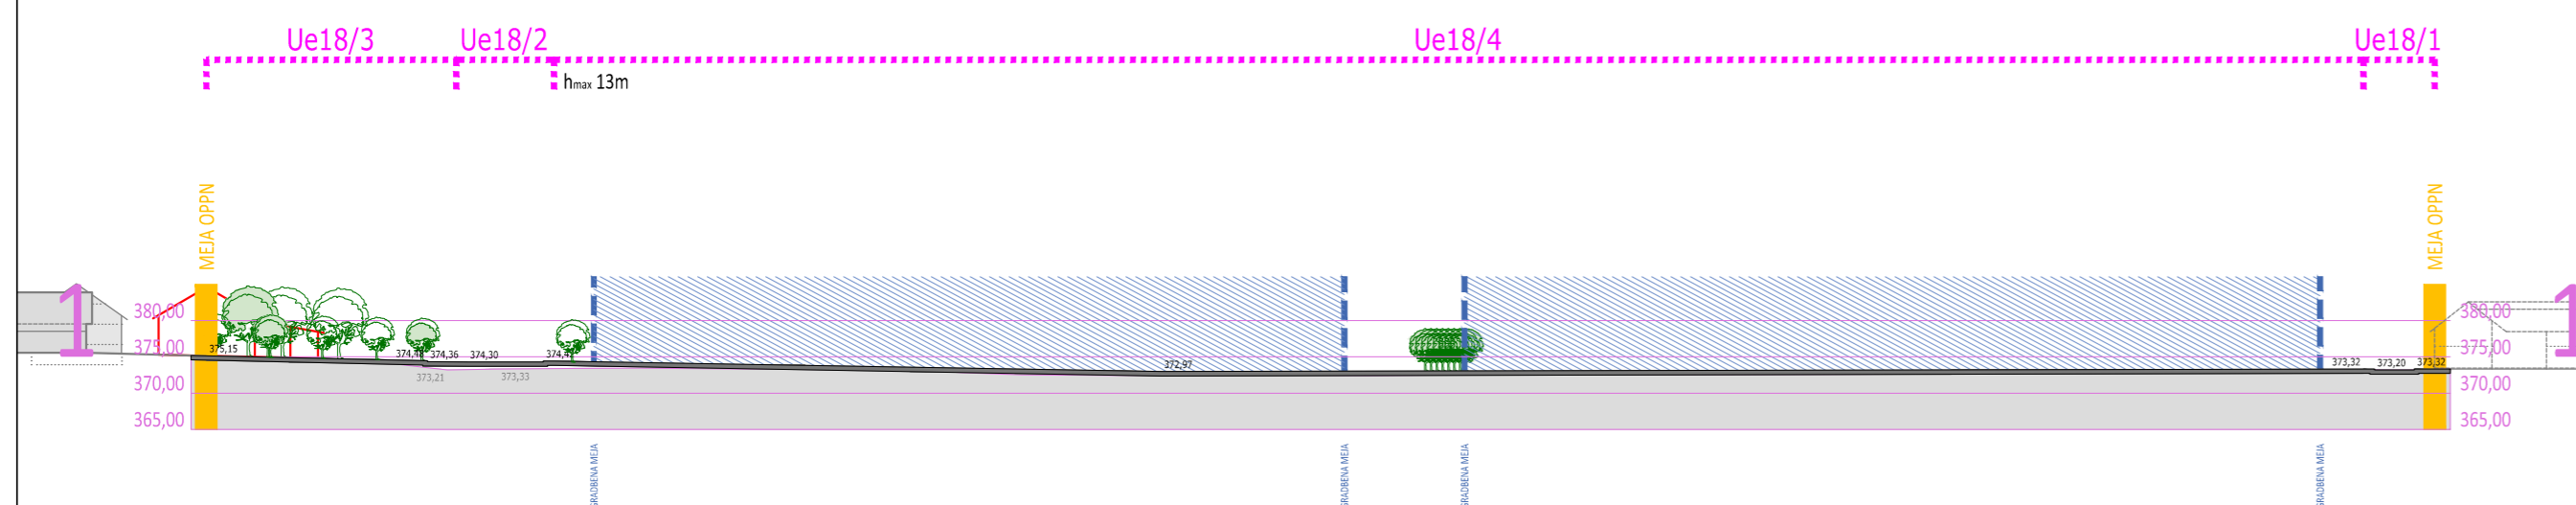 Ue18/3 Ue18/2 Ue18/4 Ue18/1
hmax 13m
MEJA OPPN MEJA OPPN
1 1
380,00 380,00
375,00 375,15 374,48 374,36 374,30 373,32 373,20 373,32 375,00
372,97
373,21 373,33
370,00 370,00
365,00 365,00
GRADBENA MEJA GRADBENA MEJA GRADBENA MEJA GRADBENA MEJA